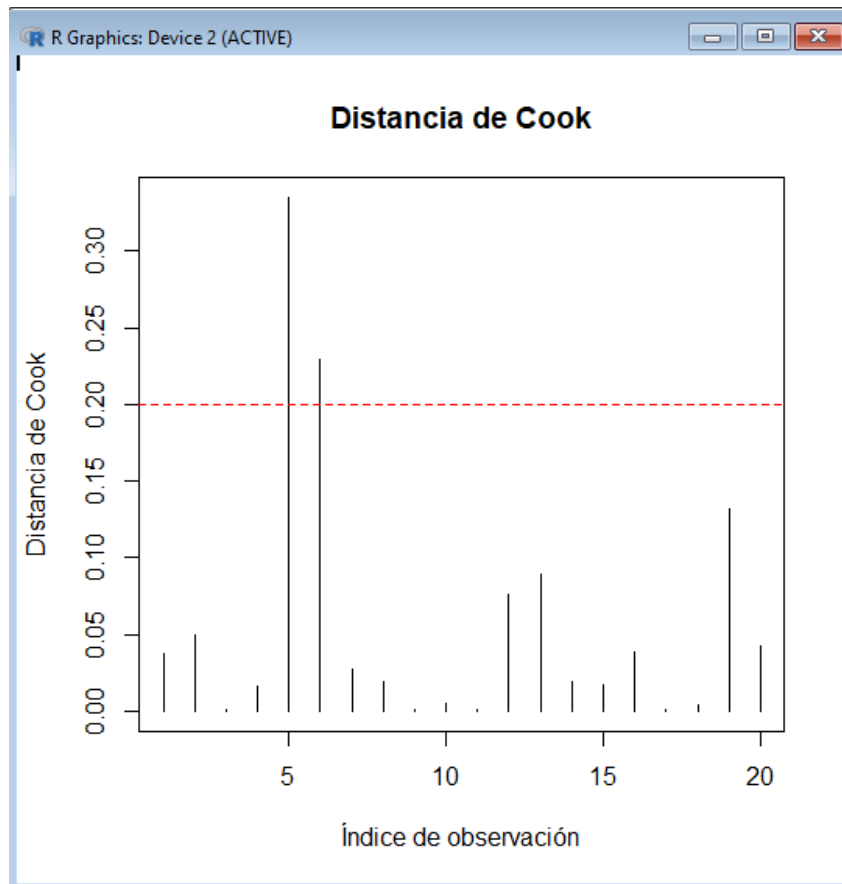 R Graphics: Device 2 (ACTIVE)
Distancia de Cook
Distancia de Cook
0.30
0.25
0.20
0.15
0.10
0.05
0.00
5 10 15 20
Índice de observación